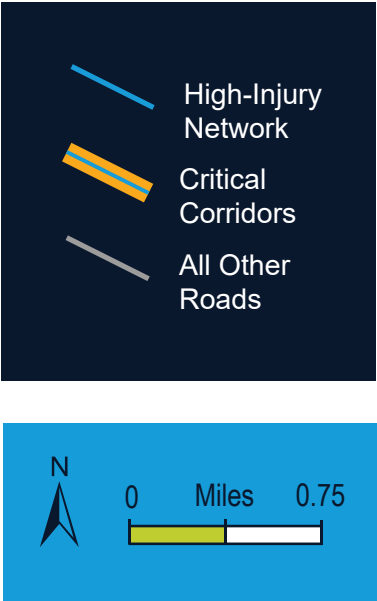 High-Injury
Network
Critical
Corridors
All Other
Roads
N
0 Miles 0.75